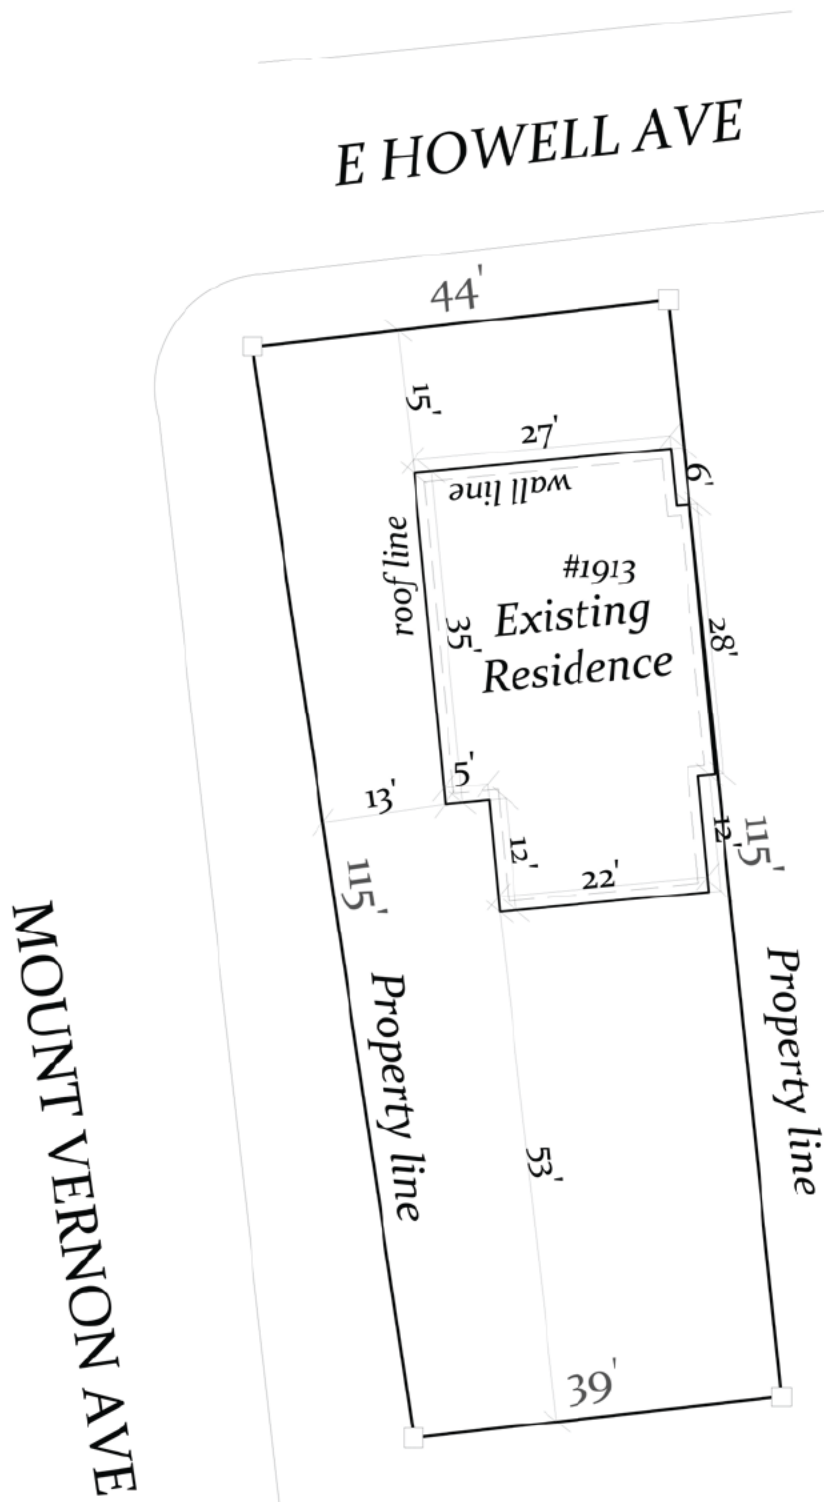 E HOWELL AVE
44'
15'
27'
6'
wall line
roof line
#1913
Existing
Residence
35'
28'
5'
13'
12'
12'
115'
115'
22'
MOUNT VERNON AVE
Property line
Property line
53'
39'